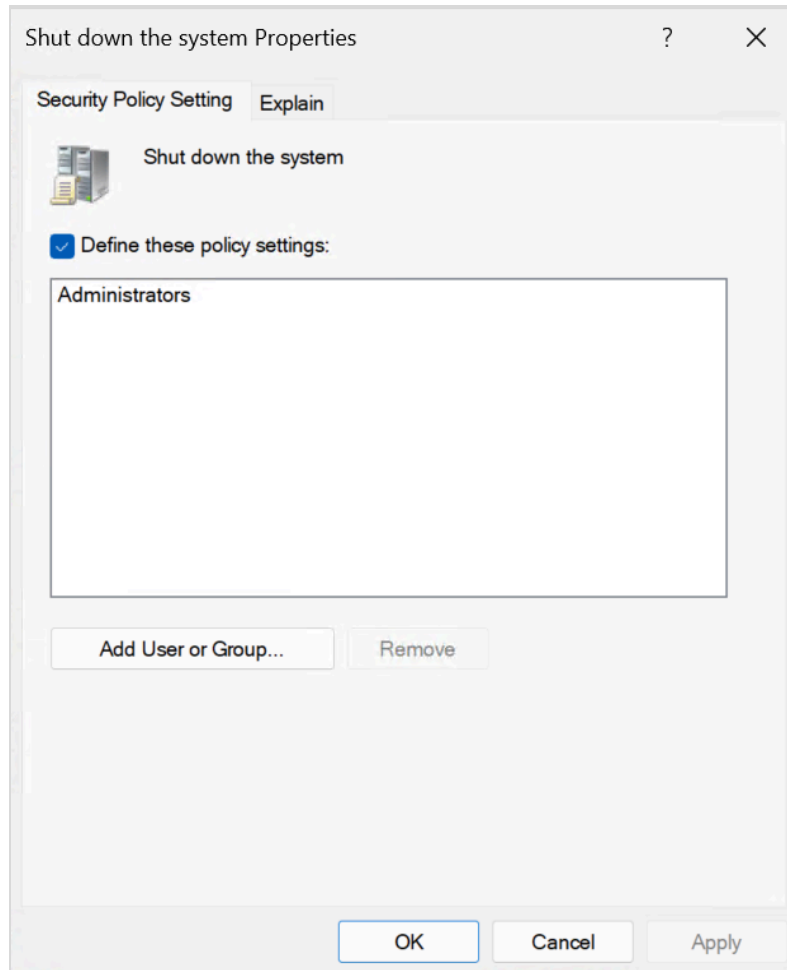 Shut down the system Properties ?
Security Policy Setting Explain
Shut down the system
Define these policy settings:
Administrators
Add User or Group... Remove
OK Cancel Apply